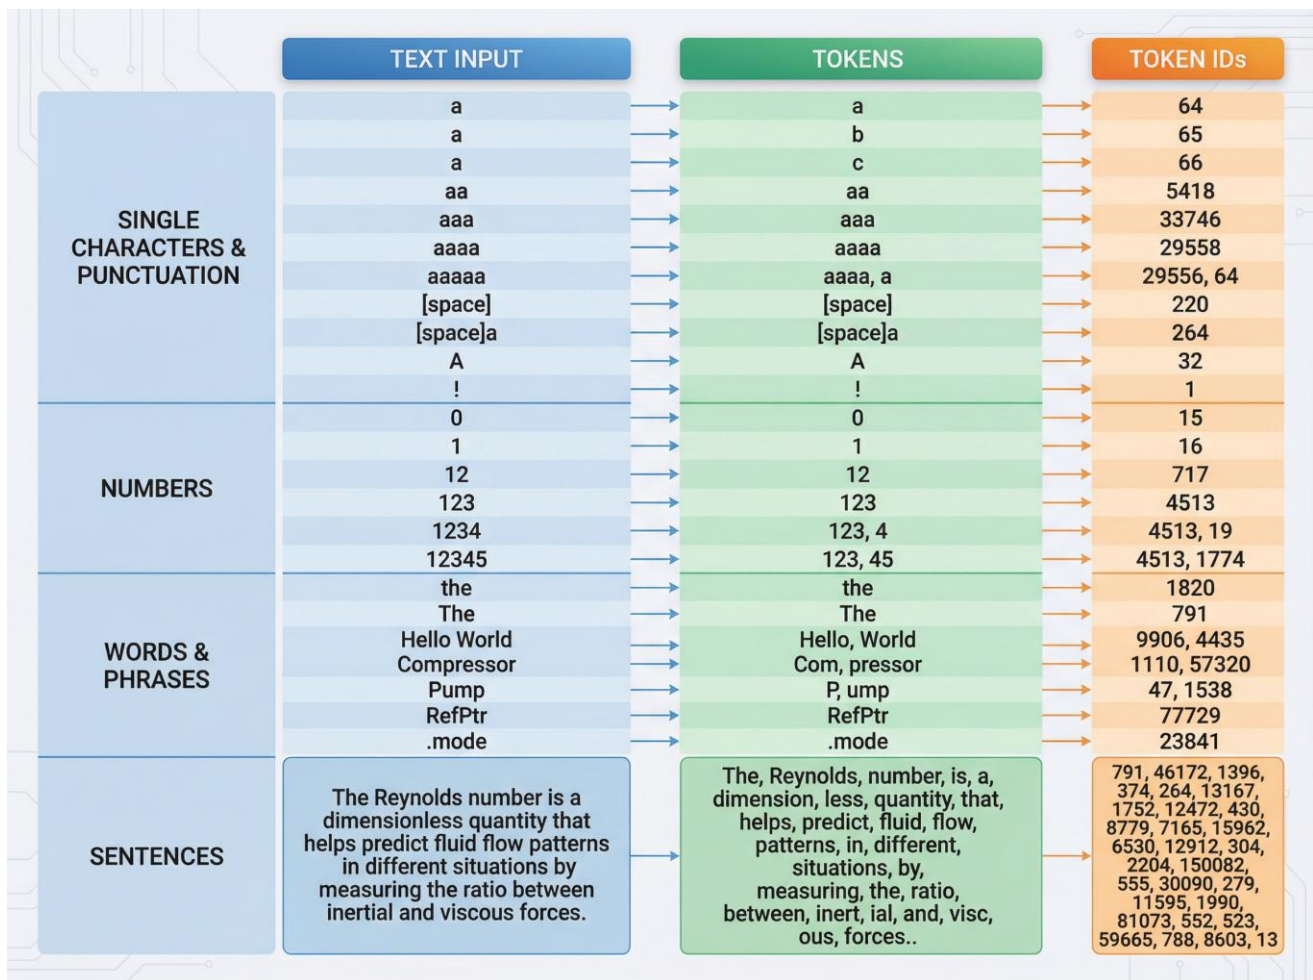 TEXT INPUT TOKENS TOKEN IDs
SINGLE
CHARACTERS &
PUNCTUATION
a a 64
a b 65
a c 66
aa aa 5418
aaa aaa 33746
aaaa aaaa 29558
aaaaa aaaa, a 29556, 64
[space] [space] 220
[space]a [space]a 264
A A 32
! ! 1
NUMBERS
0 0 15
1 1 16
12 12 717
123 123 4513
1234 123, 4 4513, 19
12345 123, 45 4513, 1774
WORDS &
PHRASES
the the 1820
The The 791
Hello World Hello, World 9906, 4435
Compressor Com, pressor 1110, 57320
Pump P, ump 47, 1538
RefPtr RefPtr 77729
.mode .mode 23841
SENTENCES
The Reynolds number is a
dimensionless quantity that
helps predict fluid flow patterns
in different situations by
measuring the ratio between
inertial and viscous forces.
The, Reynolds, number, is, a,
dimension, less, quantity, that,
helps, predict, fluid, flow,
patterns, in, different,
situations, by,
measuring, the, ratio,
between, inert, ial, and, visc,
ous, forces..
791, 46172, 1396,
374, 264, 13167,
1752, 12472, 430,
8779, 7165, 15962,
6530, 12912, 304,
2204, 150082,
555, 30090, 279,
11595, 1990,
81073, 552, 523,
59665, 788, 8603, 13